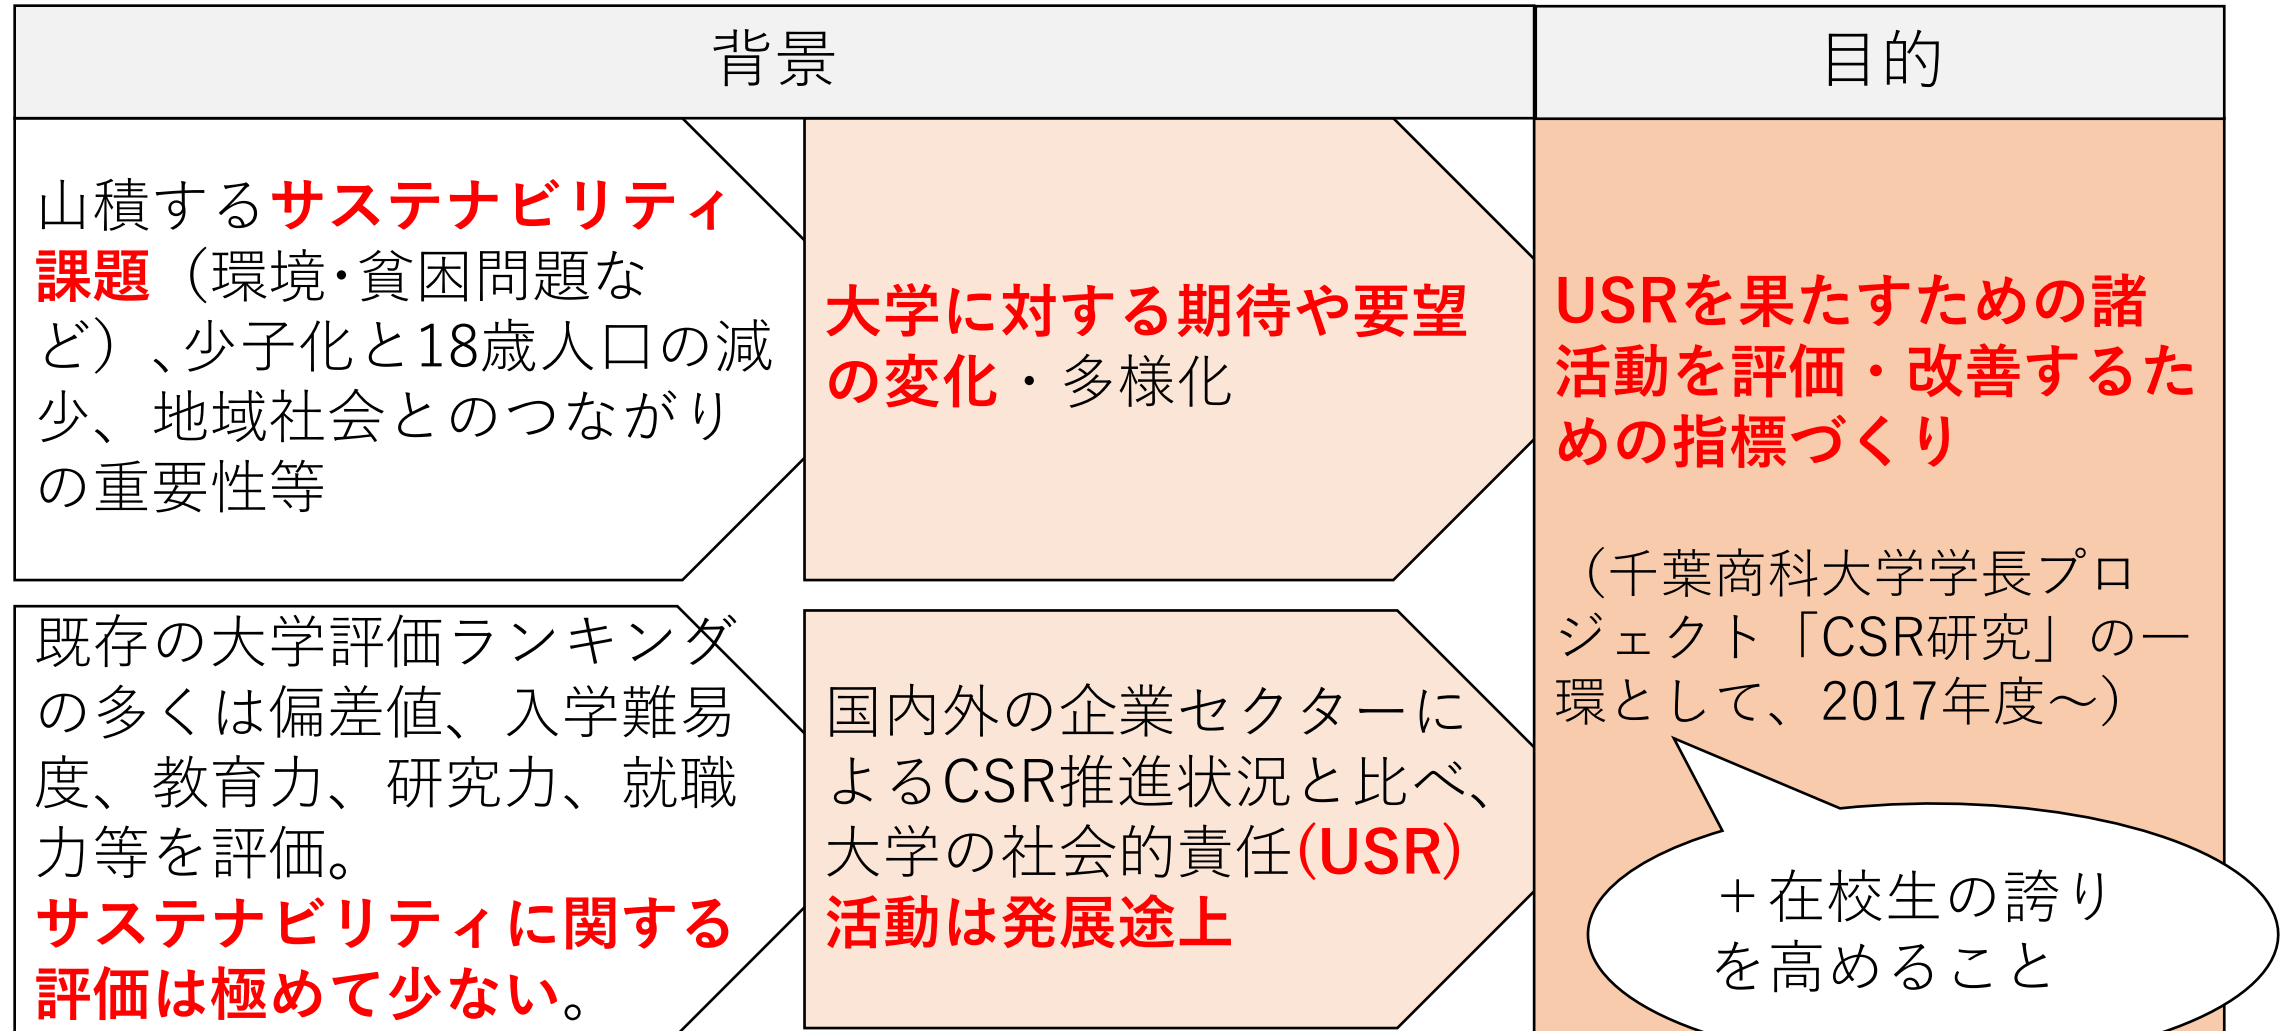 背景
目的
山積するサステナビリティ
課題（環境・貧困問題な
ど）、少子化と18歳人口の減
少、地域社会とのつながり
の重要性等
大学に対する期待や要望
の変化・多様化
既存の大学評価ランキング
の多くは偏差値、入学難易
度、教育力、研究力、就職
力等を評価。
サステナビリティに関する
評価は極めて少ない。
国内外の企業セクターに
よるCSR推進状況と比べ、
大学の社会的責任(USR)
活動は発展途上
USRを果たすための諸
活動を評価・改善するた
めの指標づくり
（千葉商科大学学長プロ
ジェクト「CSR研究」の一
環として、2017年度～）
＋在校生の誇り
を高めること